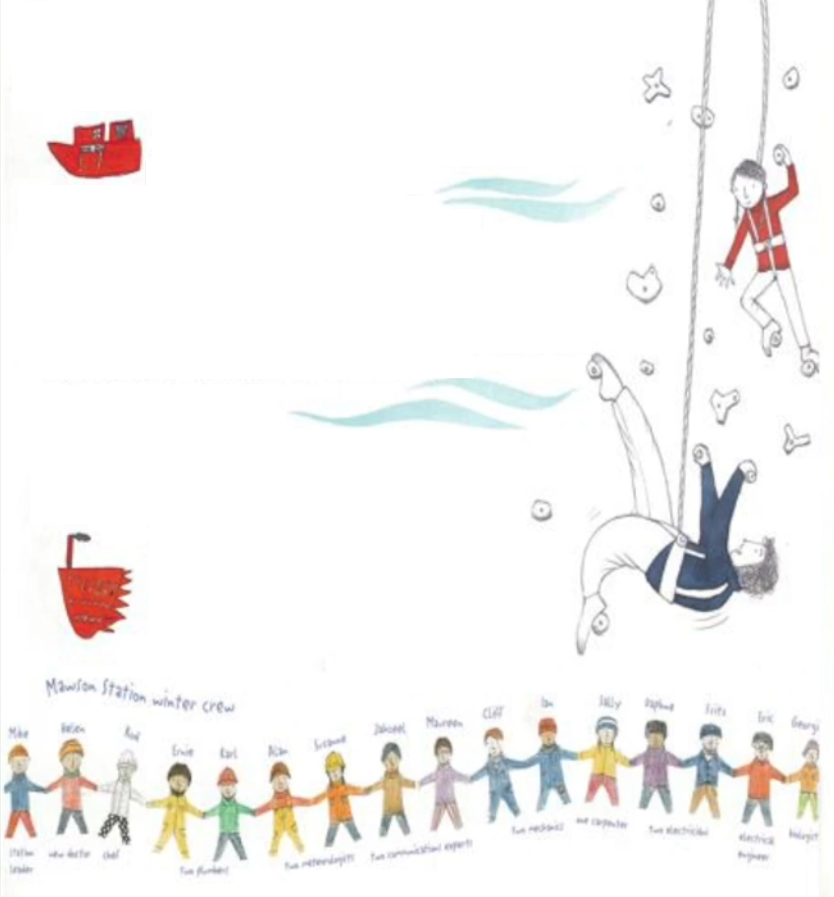 Mawson Station winter crew
Mike Helen Rod Ernie Karl Alan Susanne Maureen Cliff Ian Sally Daphne Fritz Eric Georgi
station leader new doctor chef two plumbers two meteorologists two communications experts two mechanics one carpenter two electricians electrical engineer biologist